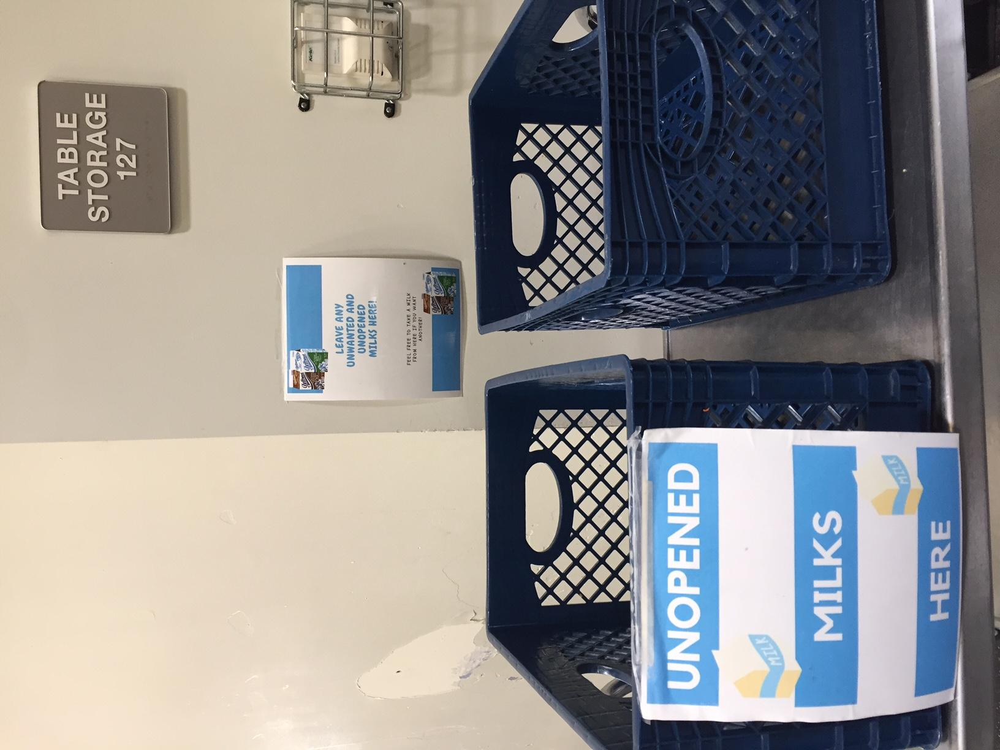 TABLE
STORAGE
127
Kele
LEAVE ANY
UNWANTED AND
UNOPENED
MILKS HERE!
FEEL FREE TO TAKE A MILK
FROM HERE IF YOU WANT
ANOTHER!
UNOPENED
MILK
MILKS
MILK
HERE